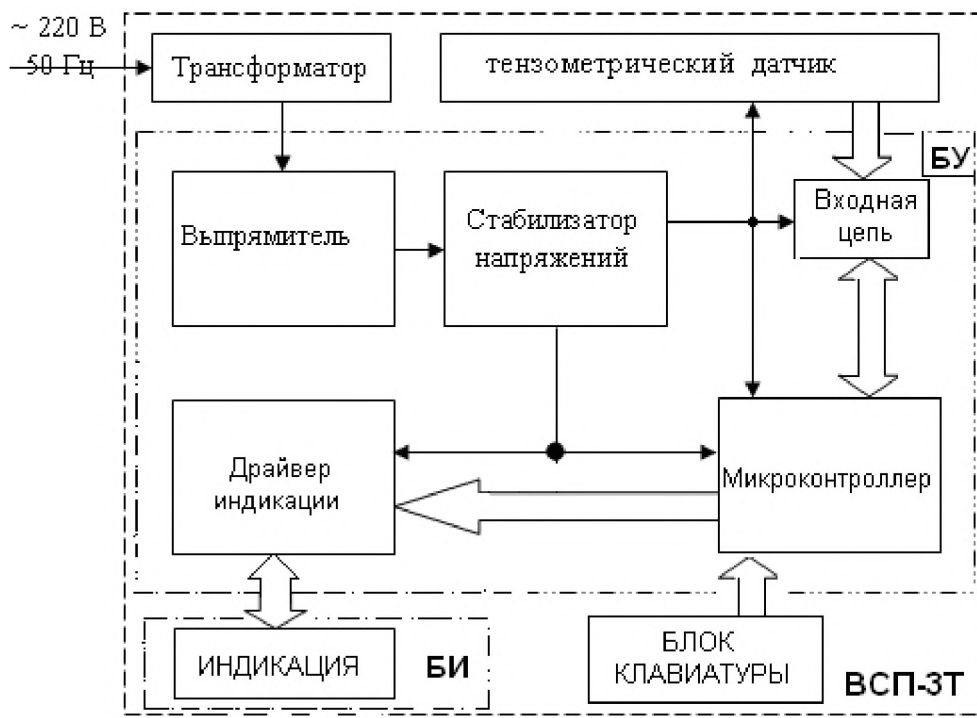 ~ 220 В
50 Гц
Трансформатор
тензометрический датчик
БУ
Выпрямитель
Стабилизатор
напряжений
Входная
цепь
Драйвер
индикации
Микроконтроллер
ИНДИКАЦИЯ
БИ
БЛОК
КЛАВИАТУРЫ
ВСП-3Т